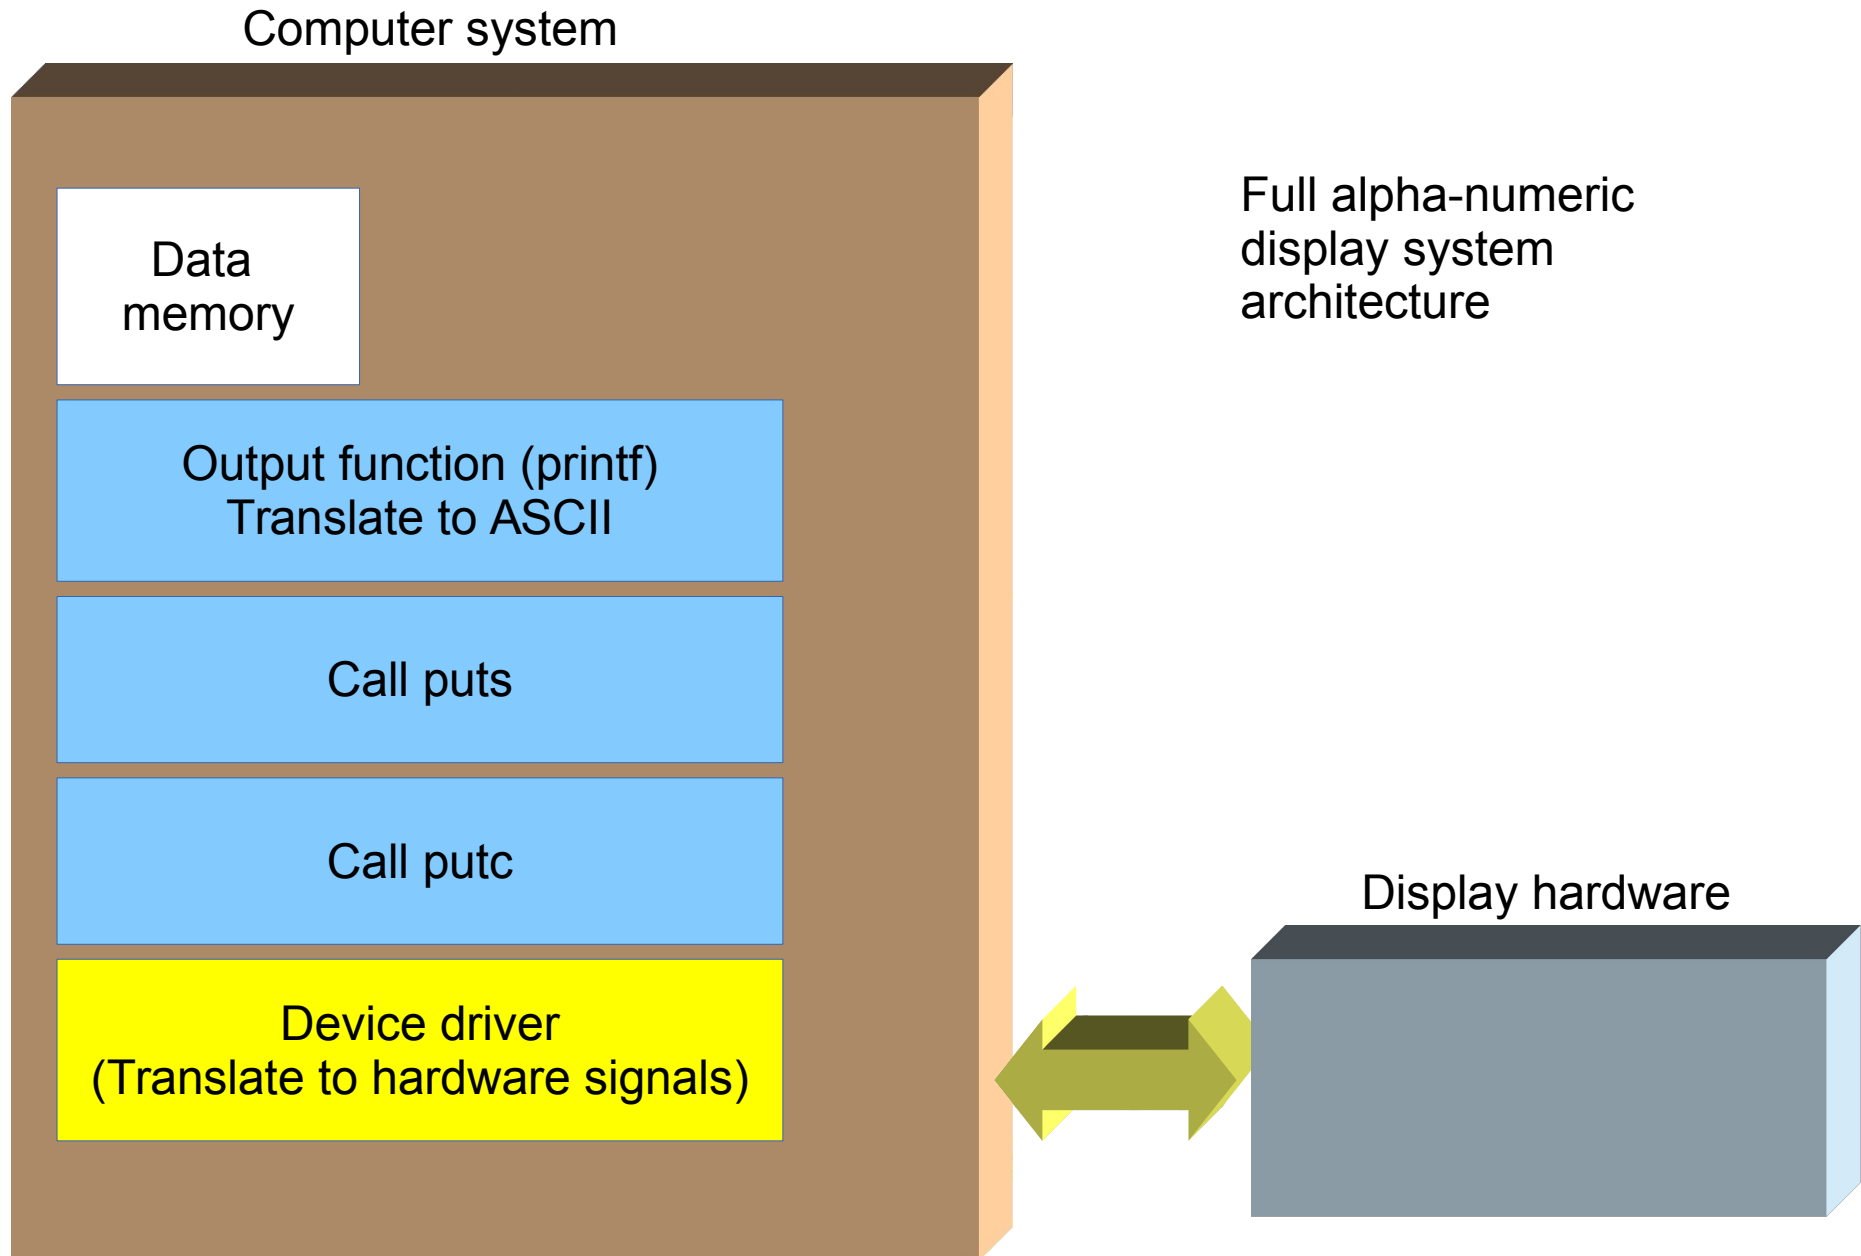 Computer system
Full alpha-numeric
display system
architecture
Data
memory
Output function (printf)
Translate to ASCII
Call puts
Call putc
Display hardware
Device driver
(Translate to hardware signals)